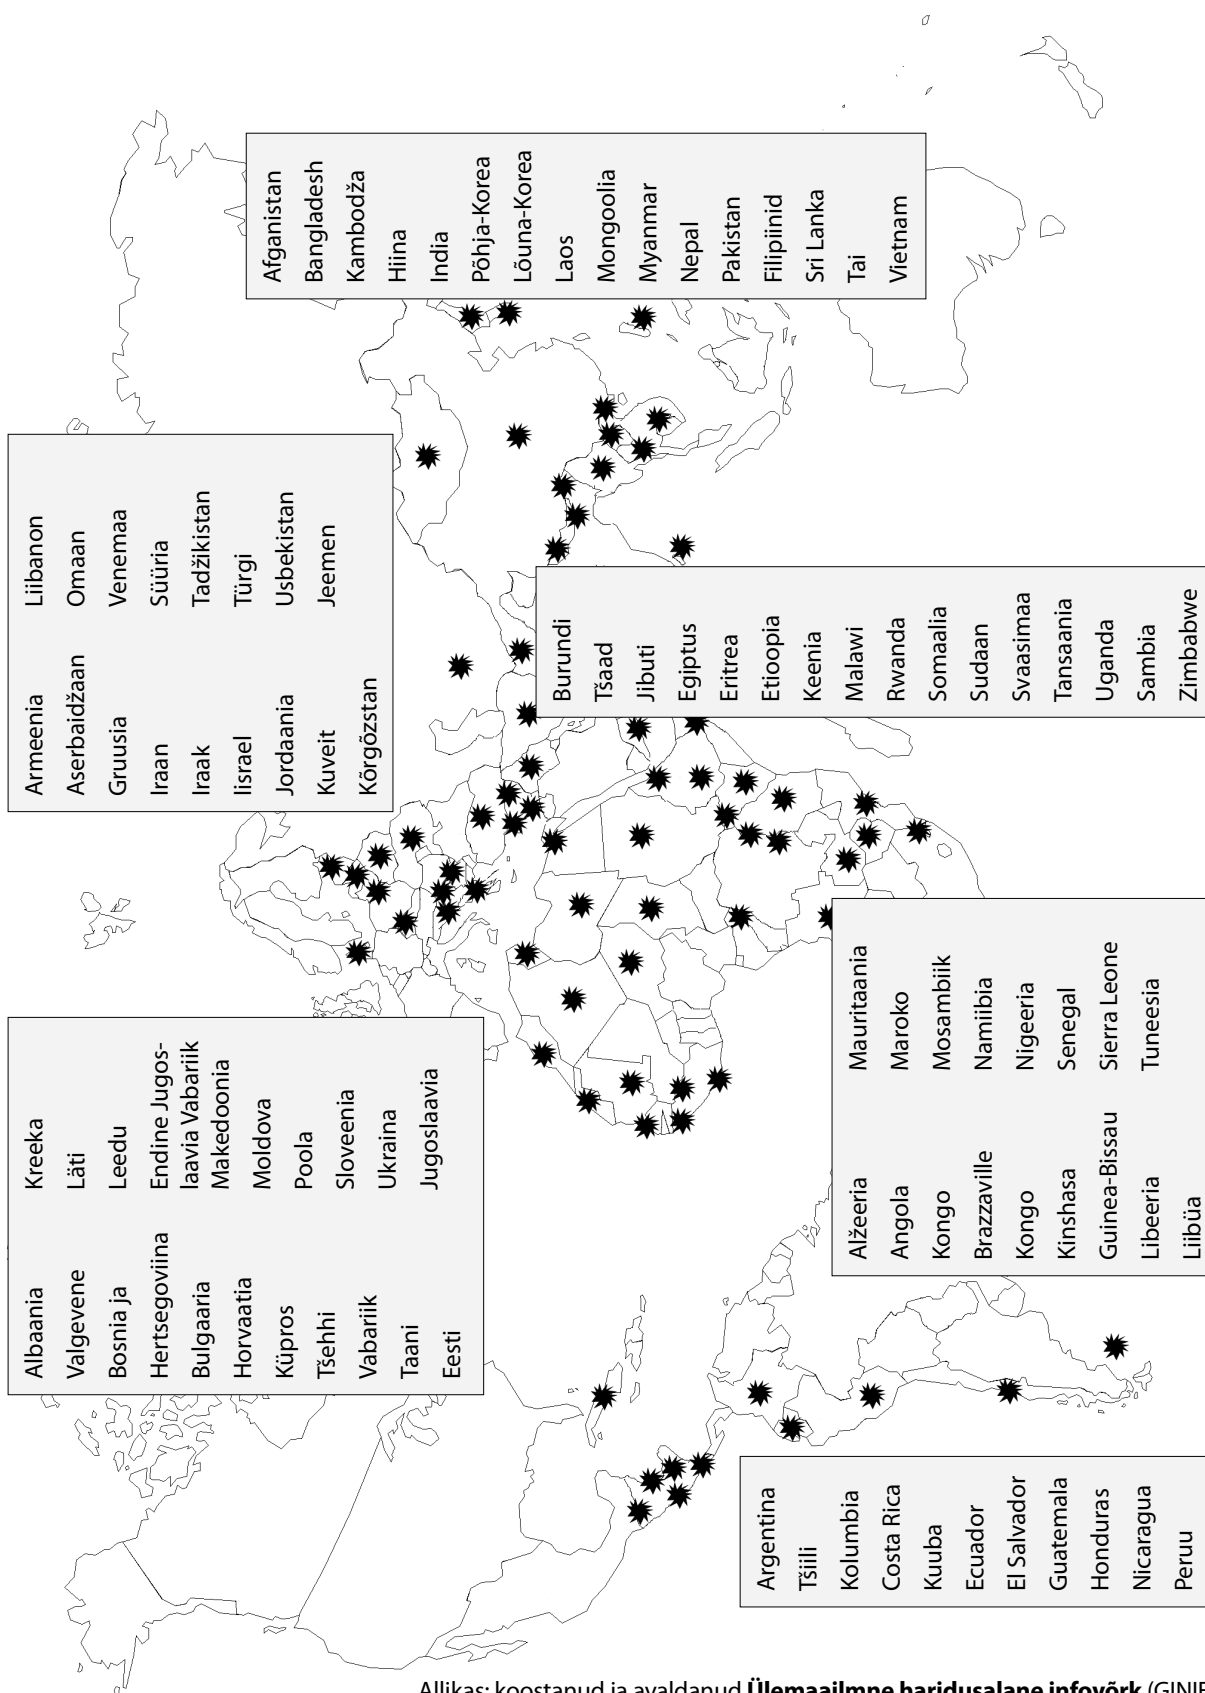 Albaania
Valgevene
Bosnia ja
Hertsegoviina
Bulgaaria
Horvaatia
Küpros
Tšehhi
Vabariik
Taani
Eesti
Kreeka
Läti
Leedu
Endine Jugos-
laavia Vabariik
Makedoonia
Moldova
Poola
Sloveenia
Ukraina
Jugoslaavia
Armeenia
Aserbaidžaan
Gruusia
Iraan
Iraak
Iisrael
Jordaania
Kuveit
Kõrgõzstan
Liibanon
Omaan
Venemaa
Süüria
Tadžikistan
Türgi
Usbekistan
Jeemen
Afganistan
Bangladesh
Kambodža
Hiina
India
Põhja-Korea
Lõuna-Korea
Laos
Mongoolia
Myanmar
Nepal
Pakistan
Filipiinid
Sri Lanka
Tai
Vietnam
Burundi
Tšaad
Jibuti
Egiptus
Eritrea
Etioopia
Keenia
Malawi
Rwanda
Somaalia
Sudaan
Svaasimaa
Tansaania
Uganda
Sambia
Zimbabwe
Alžeeria
Angola
Kongo
Brazzaville
Kongo
Kinshasa
Guinea-Bissau
Libeeria
Liibüa
Mauritaania
Maroko
Mosambiik
Namiibia
Nigeeria
Senegal
Sierra Leone
Tuneesia
Argentina
Tšiili
Kolumbia
Costa Rica
Kuuba
Ecuador
El Salvador
Guatemala
Honduras
Nicaragua
Peruu
Allikas: koostanud ja avaldanud Ülemaailmne haridusalane infovõrk (GINIE